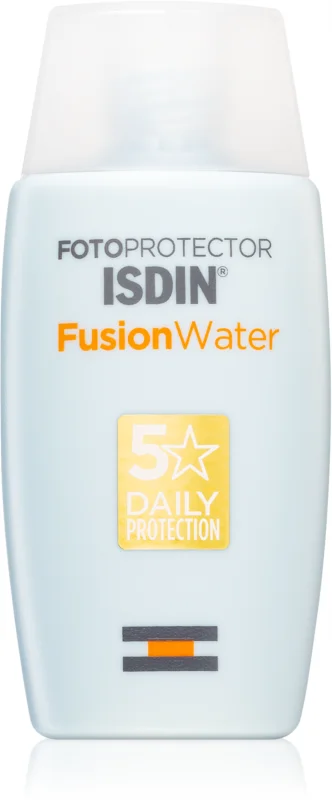 FOTOPROTECTOR
ISDIN®
FusionWater
5☆
DAILY
PROTECTION